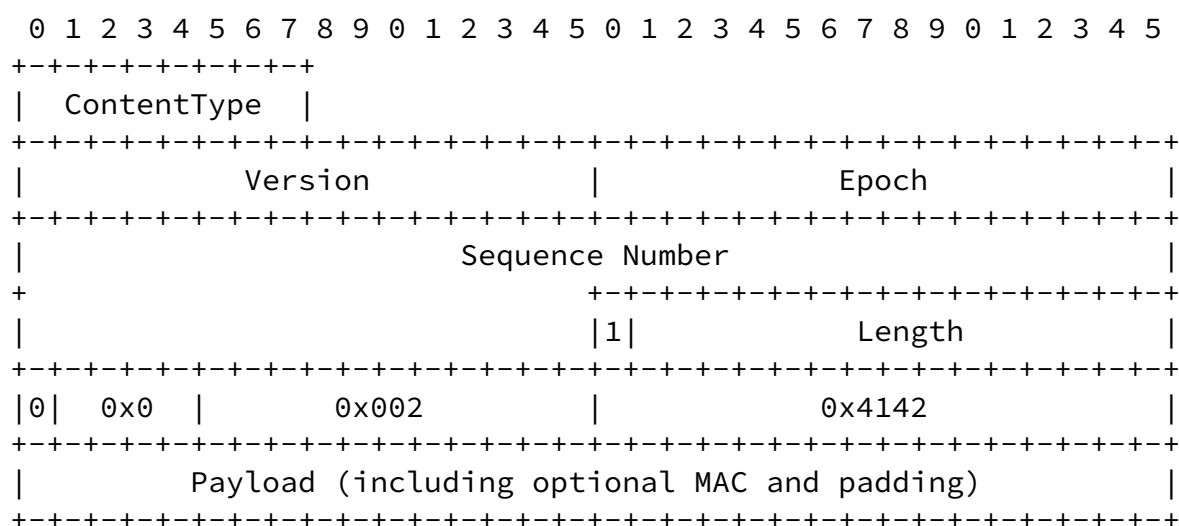 0 1 2 3 4 5 6 7 8 9 0 1 2 3 4 5 0 1 2 3 4 5 6 7 8 9 0 1 2 3 4 5
+-+-+-+-+-+-+-+-+
|  ContentType  |
+-+-+-+-+-+-+-+-+-+-+-+-+-+-+-+-+-+-+-+-+-+-+-+-+-+-+-+-+-+-+-+-+
|            Version            |             Epoch             |
+-+-+-+-+-+-+-+-+-+-+-+-+-+-+-+-+-+-+-+-+-+-+-+-+-+-+-+-+-+-+-+-+
|                        Sequence Number                        |
+                               +-+-+-+-+-+-+-+-+-+-+-+-+-+-+-+-+
|                               |1|            Length           |
+-+-+-+-+-+-+-+-+-+-+-+-+-+-+-+-+-+-+-+-+-+-+-+-+-+-+-+-+-+-+-+-+
|0|  0x0  |       0x002         |            0x4142             |
+-+-+-+-+-+-+-+-+-+-+-+-+-+-+-+-+-+-+-+-+-+-+-+-+-+-+-+-+-+-+-+-+
|         Payload (including optional MAC and padding)          |
+-+-+-+-+-+-+-+-+-+-+-+-+-+-+-+-+-+-+-+-+-+-+-+-+-+-+-+-+-+-+-+-+